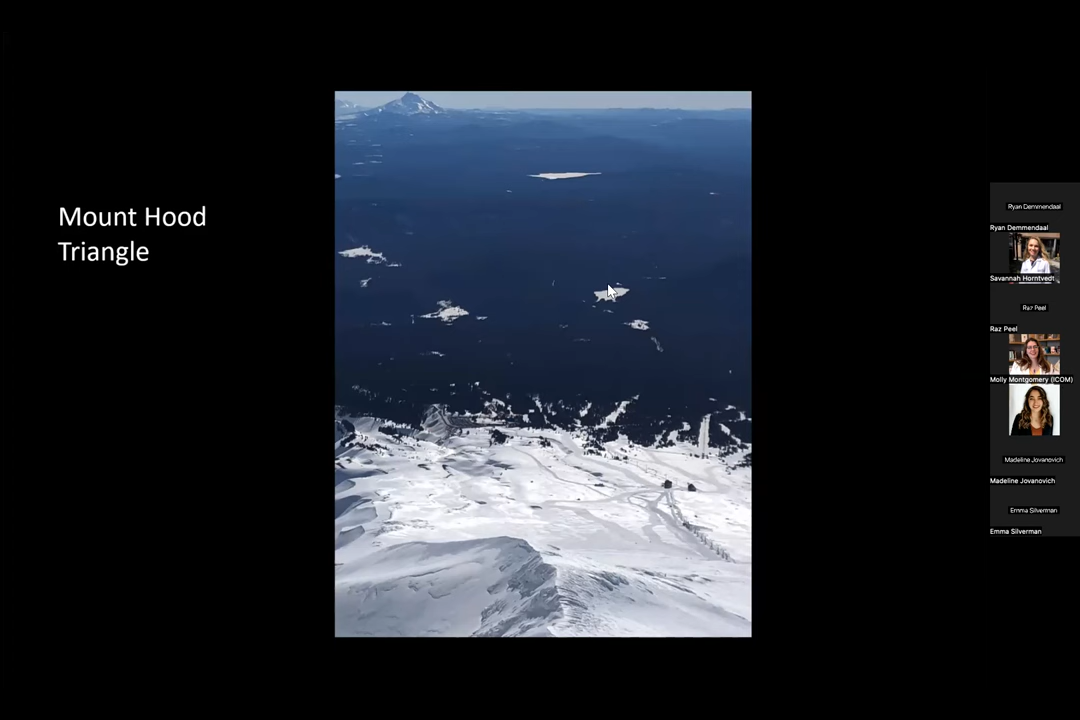 Mount Hood
Triangle
Ryan Demmendaal
Ryan Demmendaal
Savannah Horntvedt
Raz Peel
Raz Peel
Molly Montgomery (ICOM)
Madeline Jovanovich
Madeline Jovanovich
Emma Silverman
Emma Silverman